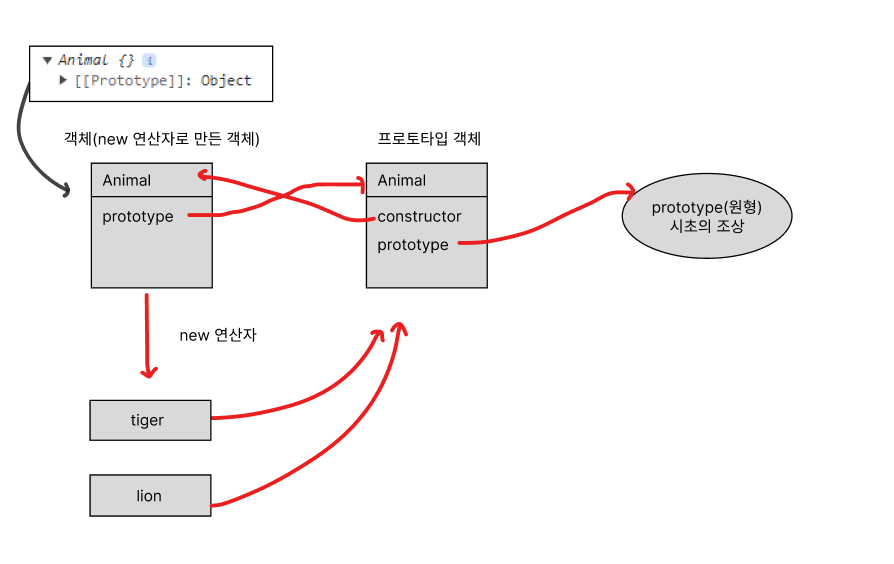 ▼ Animal {} i
▶ [[Prototype]]: Object
객체(new 연산자로 만든 객체)
프로토타입 객체
Animal
prototype
Animal
constructor
prototype
prototype(원형)
시초의 조상
new 연산자
tiger
lion